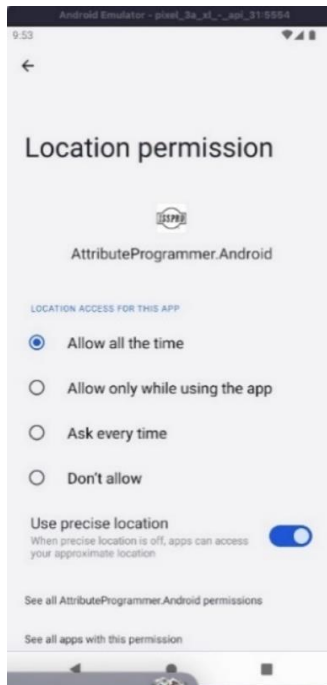 Android Emulator - pixel_3a_xl_-_api_31:5554
9:53
Location permission
ISSPRO
AttributeProgrammer.Android
LOCATION ACCESS FOR THIS APP
Allow all the time
Allow only while using the app
Ask every time
Don't allow
Use precise location
When precise location is off, apps can access
your approximate location
See all AttributeProgrammer.Android permissions
See all apps with this permission